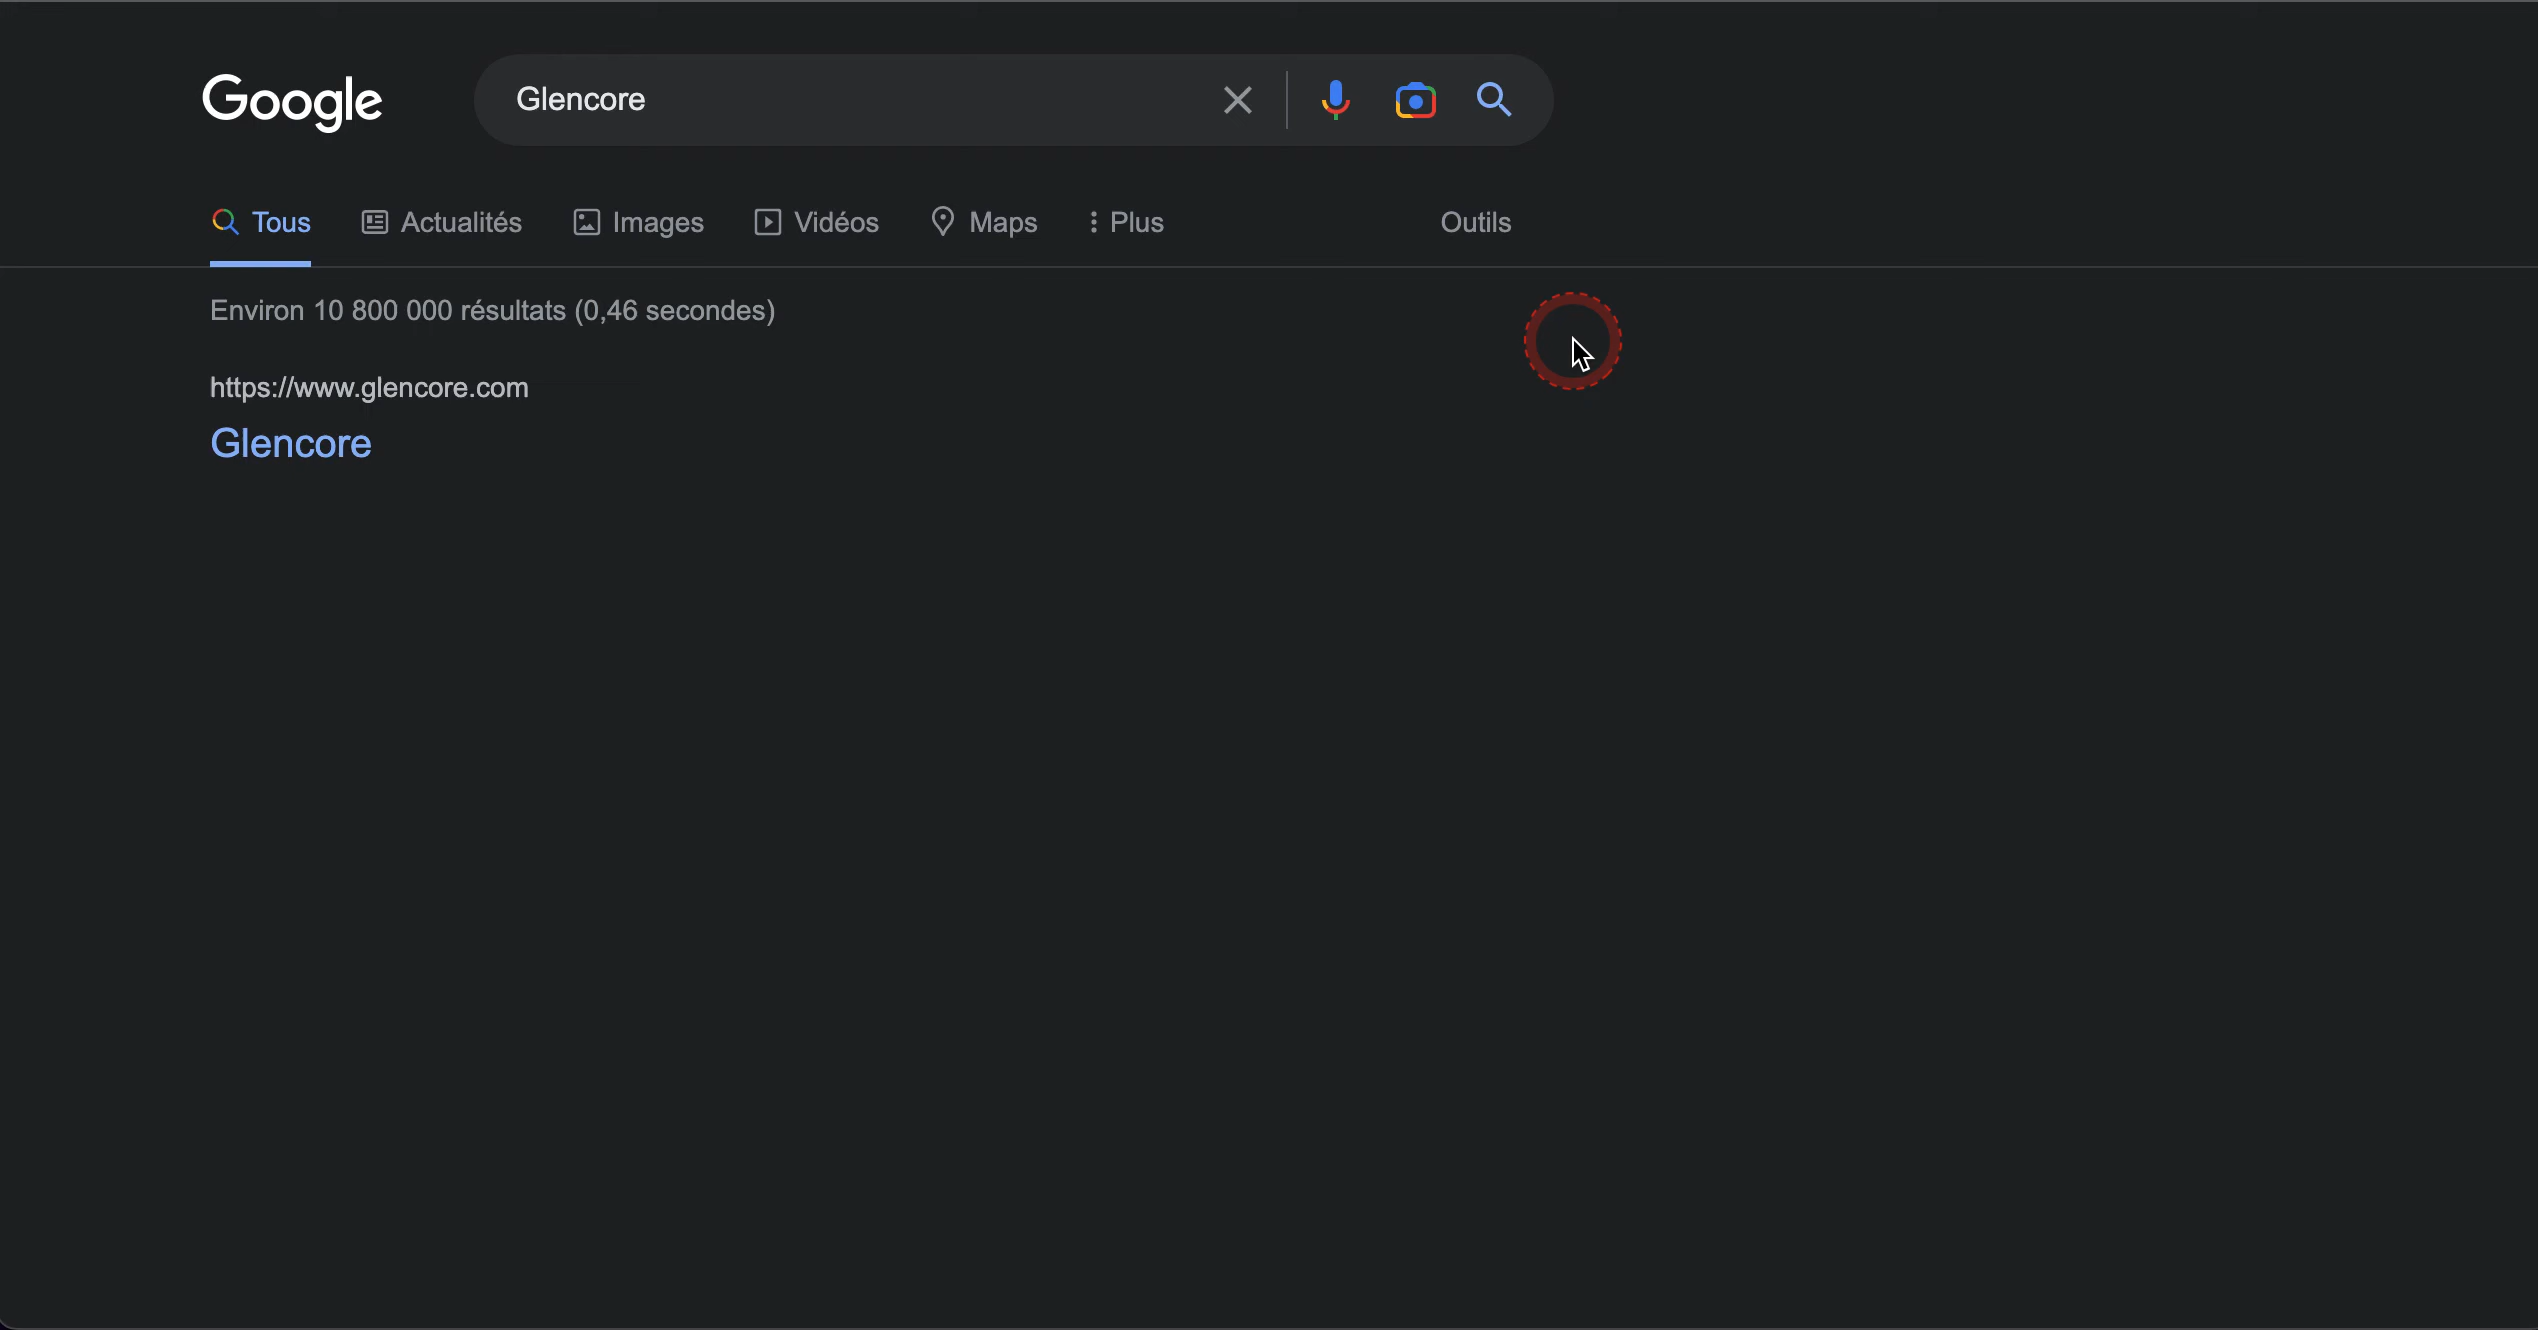 Google
Glencore
Tous Actualités Images Vidéos Maps Plus Outils
Environ 10 800 000 résultats (0,46 secondes)
https://www.glencore.com
Glencore